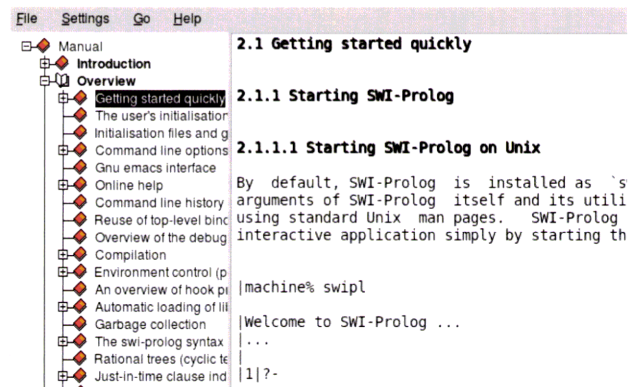 File Settings Go Help
Manual
Introduction
Overview
Getting started quickly
The user's initialisation
Initialisation files and g
Command line options
Gnu emacs interface
Online help
Command line history
Reuse of top-level bind
Overview of the debug
Compilation
Environment control (p
An overview of hook pr
Automatic loading of li
Garbage collection
The swi-prolog syntax
Rational trees (cyclic te
Just-in-time clause ind
2.1 Getting started quickly
2.1.1 Starting SWI-Prolog
2.1.1.1 Starting SWI-Prolog on Unix
By default, SWI-Prolog is installed as `s
arguments of SWI-Prolog itself and its utili
using standard Unix man pages. SWI-Prolog
interactive application simply by starting th
|machine% swipl
|Welcome to SWI-Prolog ...
|...
|
|1|?-